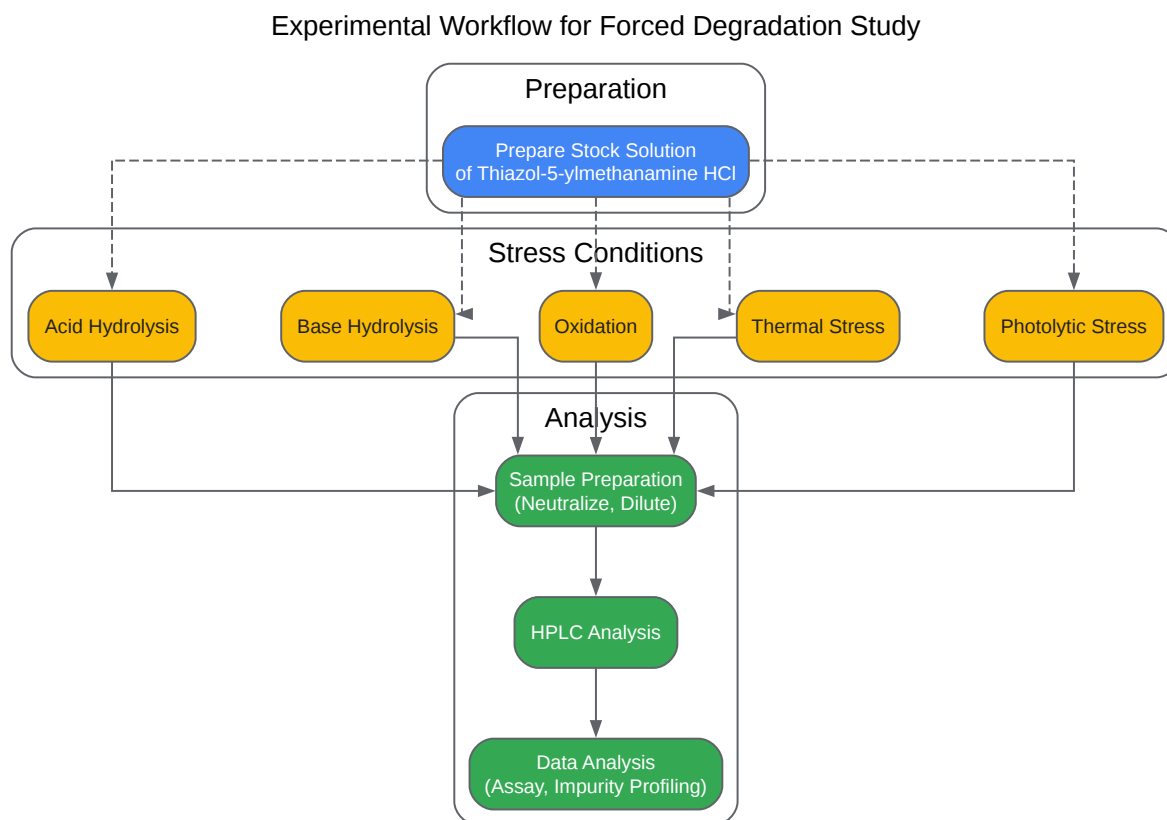 Experimental Workflow for Forced Degradation Study
Preparation
Prepare Stock Solution
of Thiazol-5-ylmethanamine HCl
Stress Conditions
Acid Hydrolysis
Base Hydrolysis
Oxidation
Thermal Stress
Photolytic Stress
Analysis
Sample Preparation
(Neutralize, Dilute)
HPLC Analysis
Data Analysis
(Assay, Impurity Profiling)